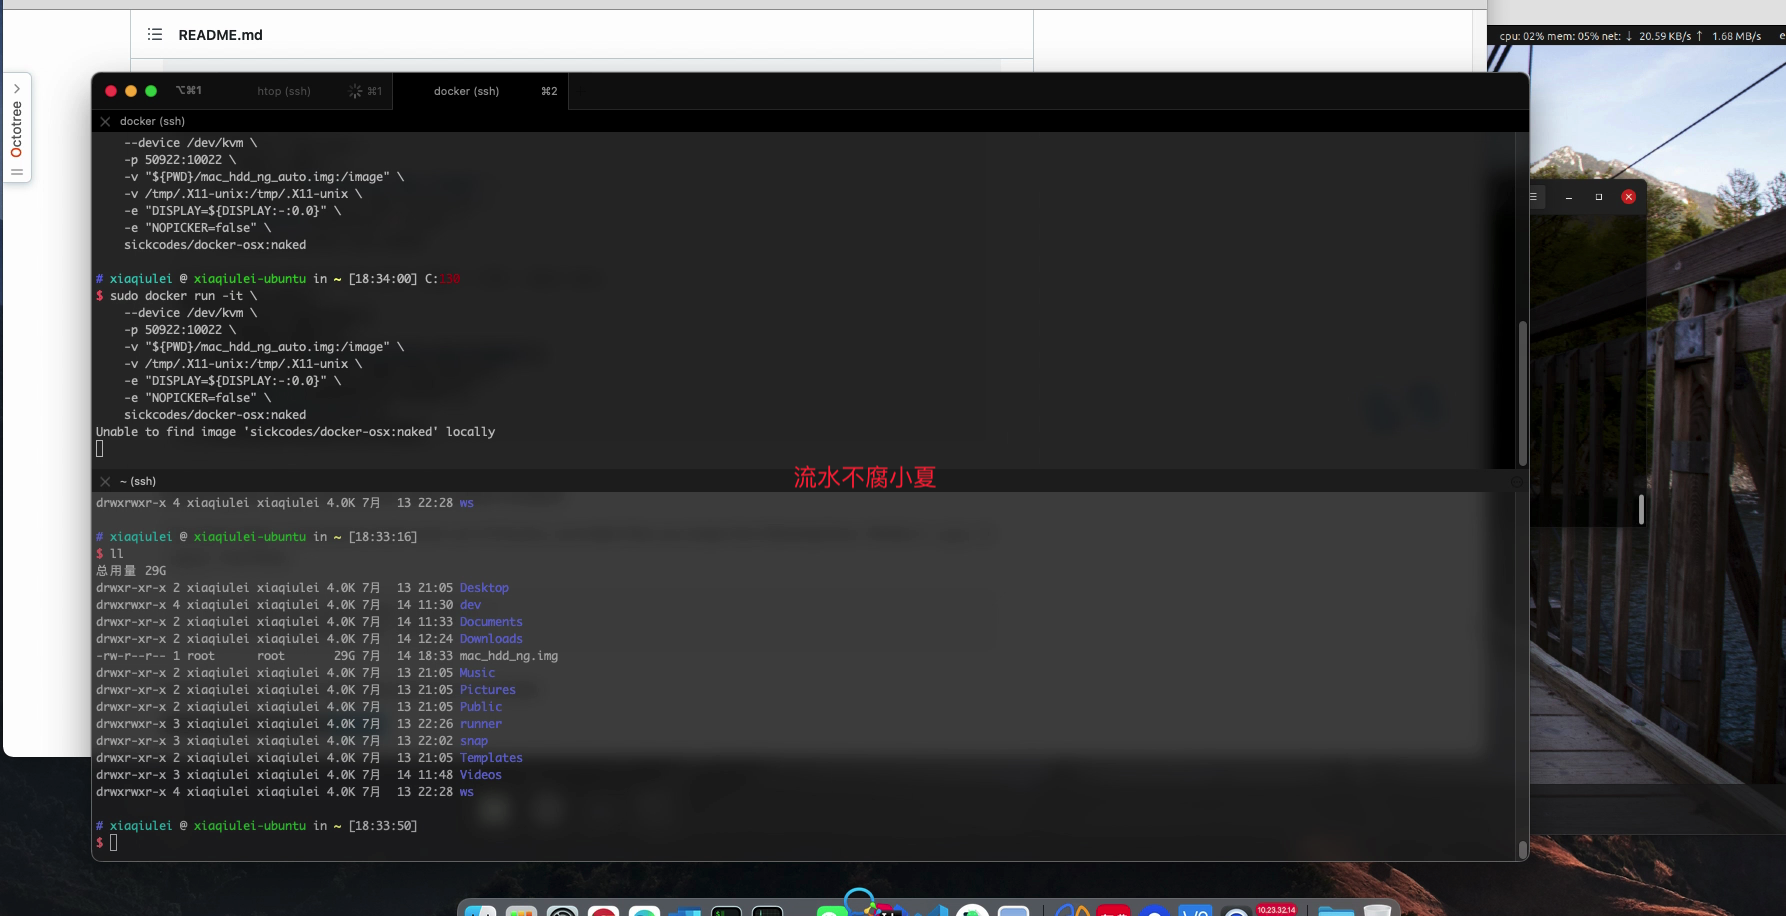 README.md
cpu: 02% mem: 05% net: ↓ 20.59 KB/s ↑ 1.68 MB/s
Octotree
⌥⌘1 htop (ssh) ⌘1 docker (ssh) ⌘2
docker (ssh)
--device /dev/kvm \
-p 50922:10022 \
-v "${PWD}/mac_hdd_ng_auto.img:/image" \
-v /tmp/.X11-unix:/tmp/.X11-unix \
-e "DISPLAY=${DISPLAY:-:0.0}" \
-e "NOPICKER=false" \
sickcodes/docker-osx:naked
# xiaqiulei @ xiaqiulei-ubuntu in ~ [18:34:00] C:130
$ sudo docker run -it \
--device /dev/kvm \
-p 50922:10022 \
-v "${PWD}/mac_hdd_ng_auto.img:/image" \
-v /tmp/.X11-unix:/tmp/.X11-unix \
-e "DISPLAY=${DISPLAY:-:0.0}" \
-e "NOPICKER=false" \
sickcodes/docker-osx:naked
Unable to find image 'sickcodes/docker-osx:naked' locally
流水不腐小夏
~ (ssh)
drwxrwxr-x 4 xiaqiulei xiaqiulei 4.0K 7月 13 22:28 ws
# xiaqiulei @ xiaqiulei-ubuntu in ~ [18:33:16]
$ ll
总用量 29G
drwxr-xr-x 2 xiaqiulei xiaqiulei 4.0K 7月 13 21:05 Desktop
drwxrwxr-x 4 xiaqiulei xiaqiulei 4.0K 7月 14 11:30 dev
drwxr-xr-x 2 xiaqiulei xiaqiulei 4.0K 7月 14 11:33 Documents
drwxr-xr-x 2 xiaqiulei xiaqiulei 4.0K 7月 14 12:24 Downloads
-rw-r--r-- 1 root root 29G 7月 14 18:33 mac_hdd_ng.img
drwxr-xr-x 2 xiaqiulei xiaqiulei 4.0K 7月 13 21:05 Music
drwxr-xr-x 2 xiaqiulei xiaqiulei 4.0K 7月 13 21:05 Pictures
drwxr-xr-x 2 xiaqiulei xiaqiulei 4.0K 7月 13 21:05 Public
drwxrwxr-x 3 xiaqiulei xiaqiulei 4.0K 7月 13 22:26 runner
drwxr-xr-x 3 xiaqiulei xiaqiulei 4.0K 7月 13 22:02 snap
drwxr-xr-x 2 xiaqiulei xiaqiulei 4.0K 7月 13 21:05 Templates
drwxr-xr-x 3 xiaqiulei xiaqiulei 4.0K 7月 14 11:48 Videos
drwxrwxr-x 4 xiaqiulei xiaqiulei 4.0K 7月 13 22:28 ws
# xiaqiulei @ xiaqiulei-ubuntu in ~ [18:33:50]
$
10.23.32.14